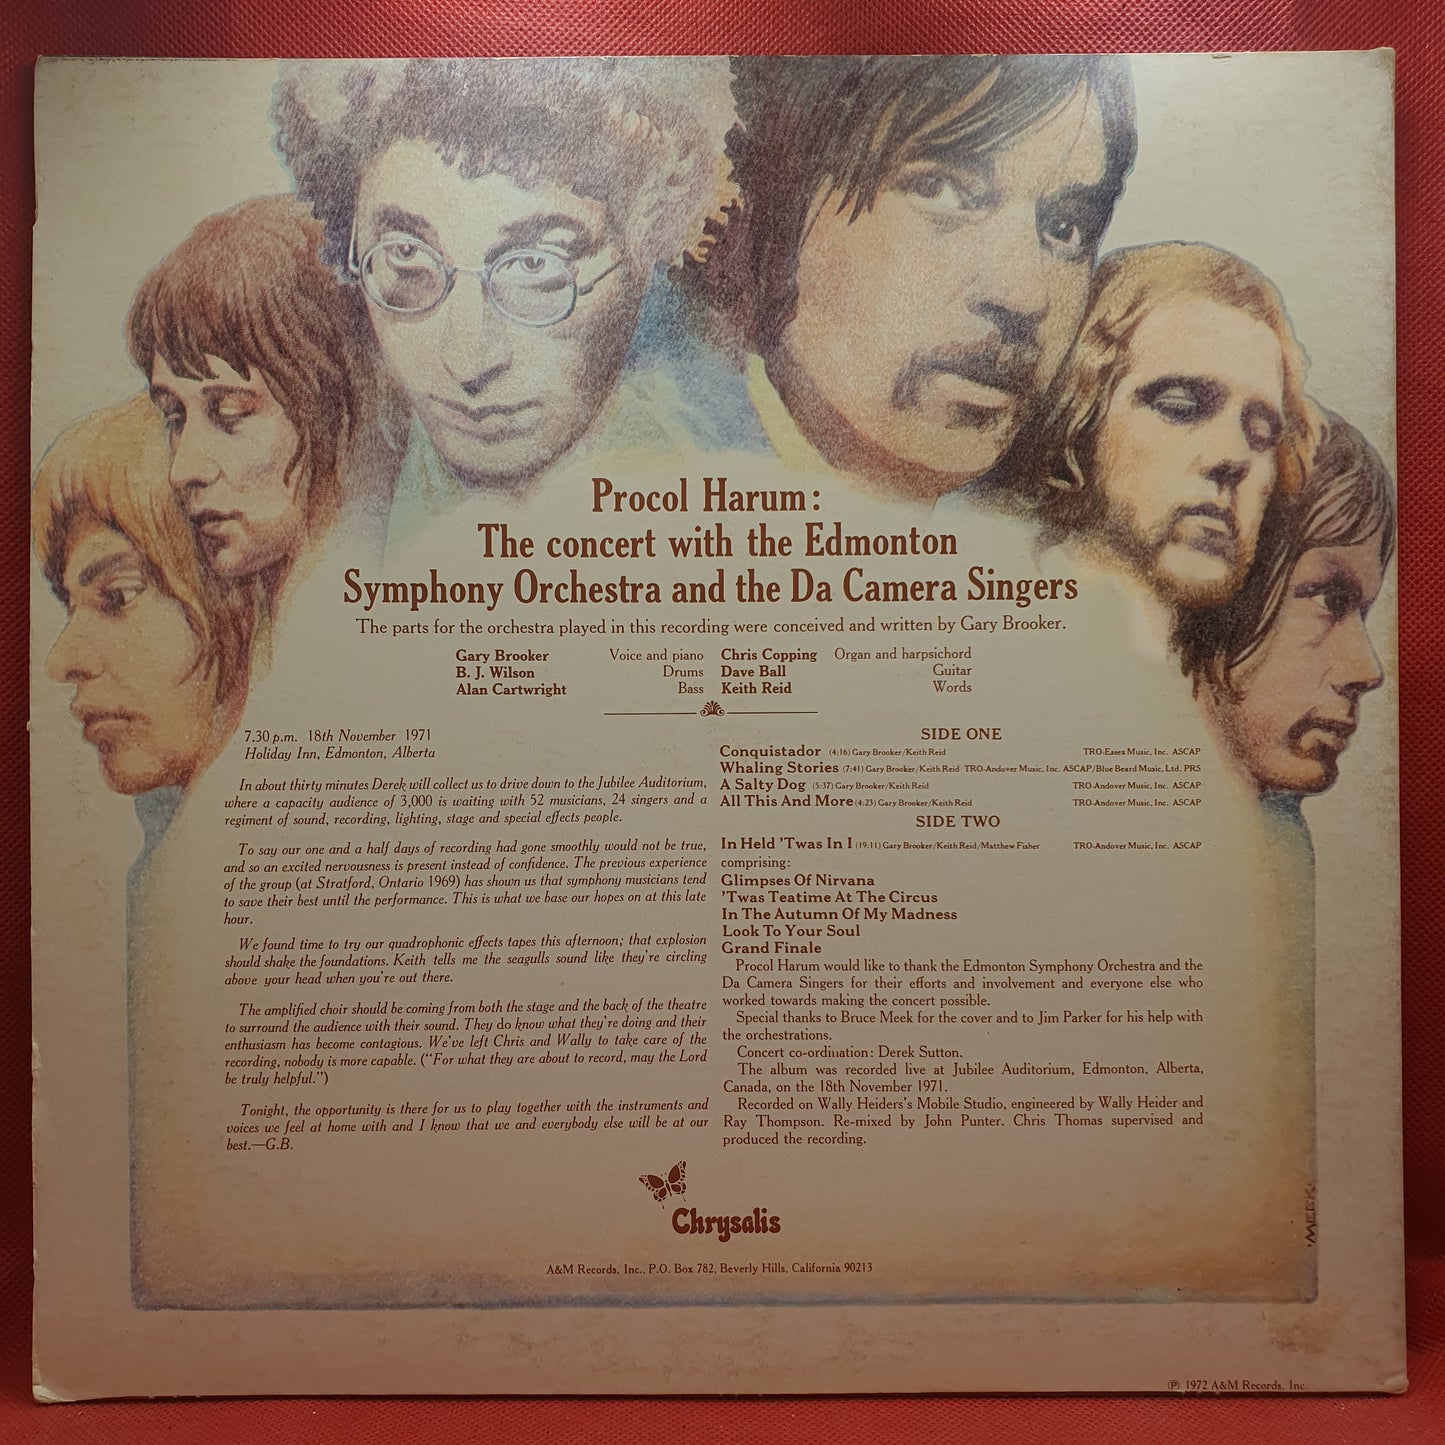 Procol Harum:
The concert with the Edmonton
Symphony Orchestra and the Da Camera Singers
The parts for the orchestra played in this recording were conceived and written by Gary Brooker.
Gary Brooker Voice and piano
B. J. Wilson Drums
Alan Cartwright Bass
Chris Copping Organ and harpsichord
Dave Ball Guitar
Keith Reid Words
7.30 p.m. 18th November 1971
Holiday Inn, Edmonton, Alberta
In about thirty minutes Derek will collect us to drive down to the Jubilee Auditorium,
where a capacity audience of 3,000 is waiting with 52 musicians, 24 singers and a
regiment of sound, recording, lighting, stage and special effects people.
To say our one and a half days of recording had gone smoothly would not be true,
and so an excited nervousness is present instead of confidence. The previous experience
of the group (at Stratford, Ontario 1969) has shown us that symphony musicians tend
to save their best until the performance. This is what we base our hopes on at this late
hour.
We found time to try our quadrophonic effects tapes this afternoon; that explosion
should shake the foundations. Keith tells me the seagulls sound like they're circling
above your head when you're out there.
The amplified choir should be coming from both the stage and the back of the theatre
to surround the audience with their sound. They do know what they're doing and their
enthusiasm has become contagious. We've left Chris and Wally to take care of the
recording, nobody is more capable. ("For what they are about to record, may the Lord
be truly helpful.")
Tonight, the opportunity is there for us to play together with the instruments and
voices we feel at home with and I know that we and everybody else will be at our
best.—G.B.
SIDE ONE
Conquistador (4:16) Gary Brooker/Keith Reid TRO-Essex Music, Inc. ASCAP
Whaling Stories (7:41) Gary Brooker/Keith Reid TRO-Andover Music, Inc. ASCAP/Blue Beard Music, Ltd. PRS
A Salty Dog (5:37) Gary Brooker/Keith Reid TRO-Andover Music, Inc. ASCAP
All This And More (4:23) Gary Brooker/Keith Reid TRO-Andover Music, Inc. ASCAP
SIDE TWO
In Held 'Twas In I (19:11) Gary Brooker/Keith Reid/Matthew Fisher TRO-Andover Music, Inc. ASCAP
comprising:
Glimpses Of Nirvana
'Twas Teatime At The Circus
In The Autumn Of My Madness
Look To Your Soul
Grand Finale
Procol Harum would like to thank the Edmonton Symphony Orchestra and the
Da Camera Singers for their efforts and involvement and everyone else who
worked towards making the concert possible.
Special thanks to Bruce Meek for the cover and to Jim Parker for his help with
the orchestrations.
Concert co-ordination: Derek Sutton.
The album was recorded live at Jubilee Auditorium, Edmonton, Alberta,
Canada, on the 18th November 1971.
Recorded on Wally Heiders's Mobile Studio, engineered by Wally Heider and
Ray Thompson. Re-mixed by John Punter. Chris Thomas supervised and
produced the recording.
Chrysalis
A&M Records, Inc., P.O. Box 782, Beverly Hills, California 90213
·MEEK·
℗ 1972 A&M Records, Inc.